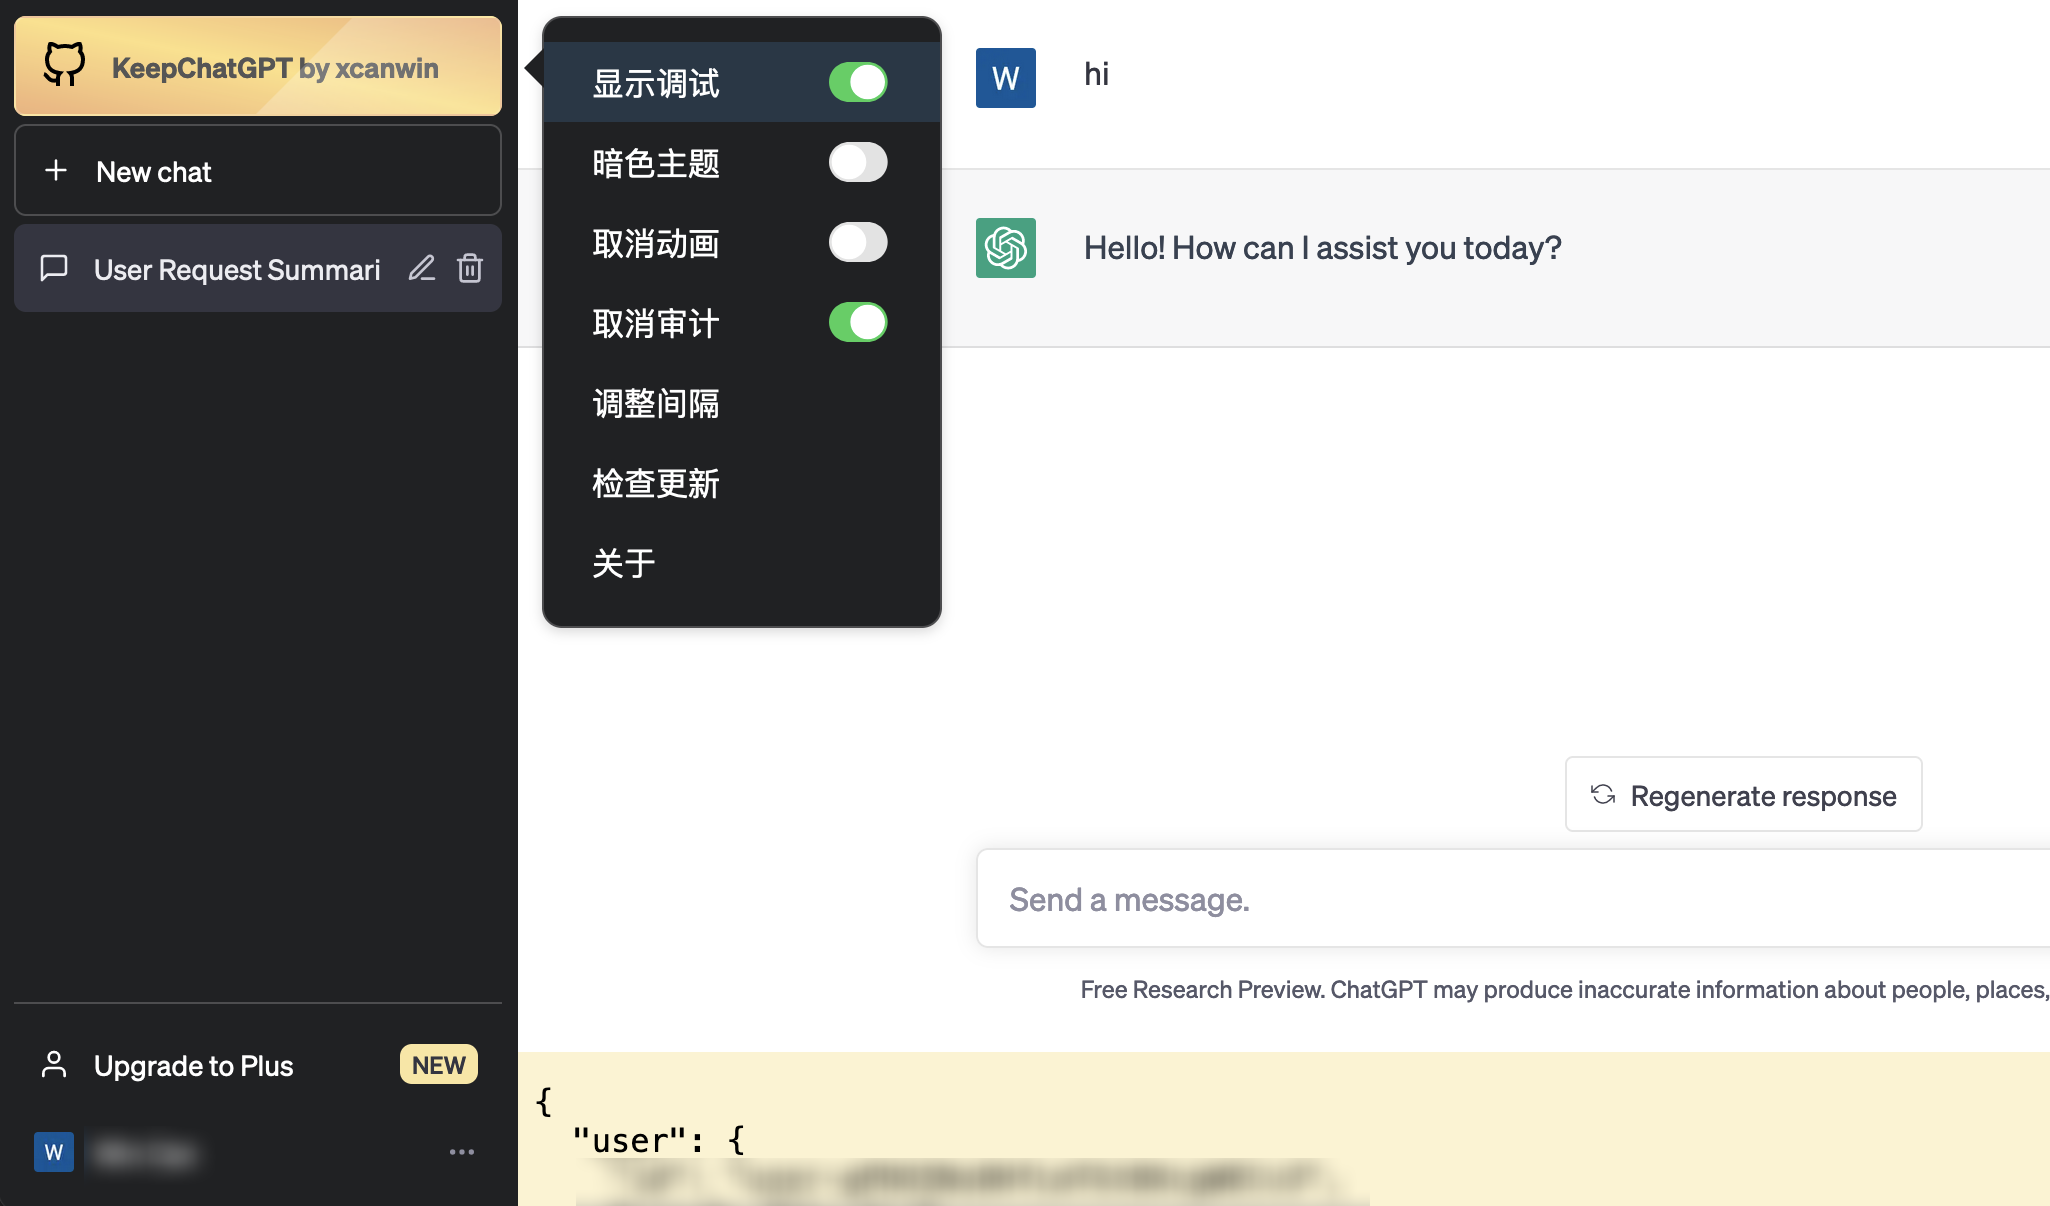 KeepChatGPT by xcanwin
New chat
User Request Summari
Upgrade to Plus
NEW
W
显示调试
暗色主题
取消动画
取消审计
调整间隔
检查更新
关于
W
hi
Hello! How can I assist you today?
Regenerate response
Send a message.
Free Research Preview. ChatGPT may produce inaccurate information about people, places,
{
"user": {